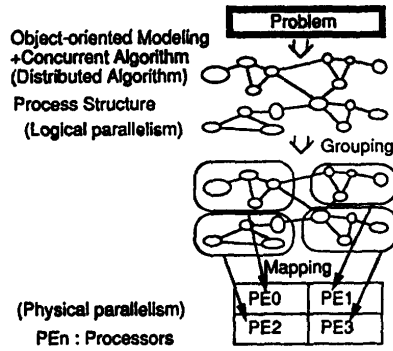 Problem
Object-oriented Modeling
+Concurrent Algorithm
(Distributed Algorithm)
Process Structure
(Logical parallelism)
Grouping
Mapping
PE0 PE1
(Physical parallelism)
PE2 PE3
PEn : Processors